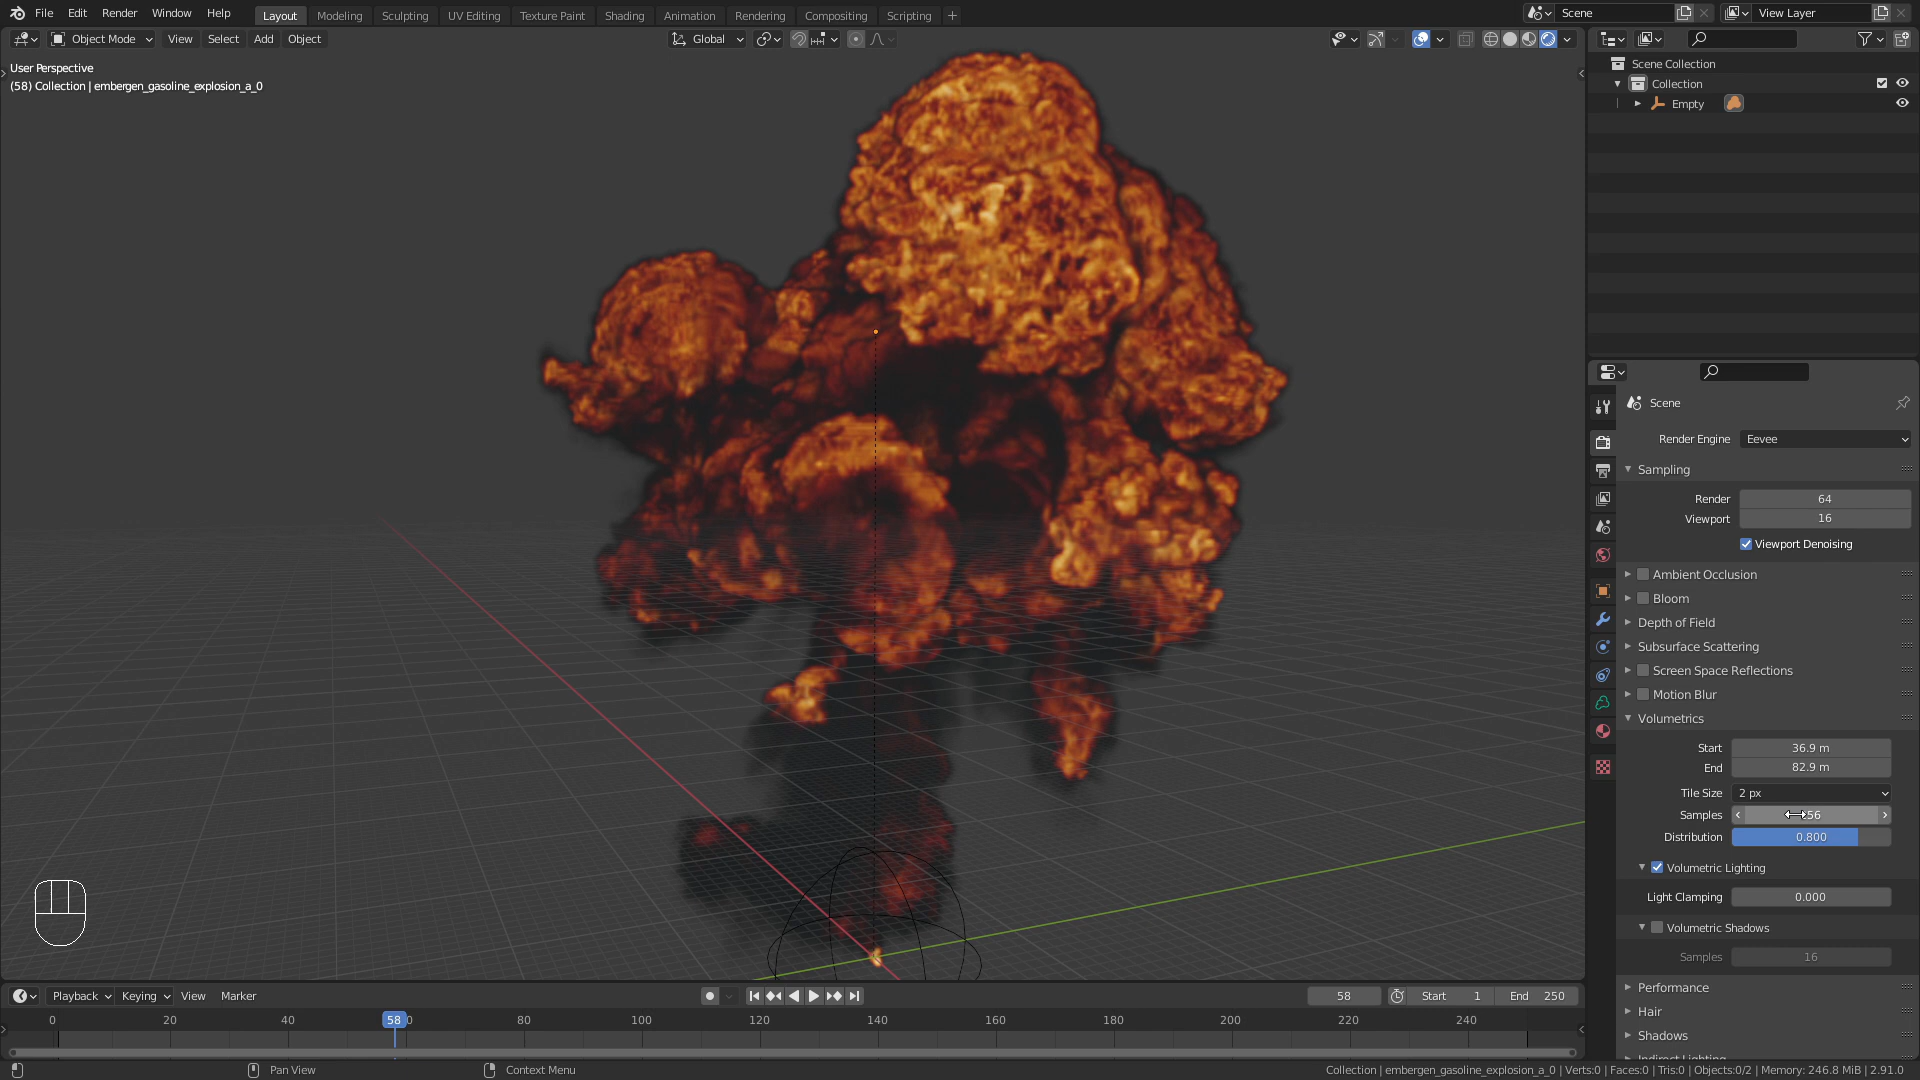 File Edit Render Window Help Layout Modeling Sculpting UV Editing Texture Paint Shading Animation Rendering Compositing Scripting + Scene View Layer
Object Mode View Select Add Object Global
User Perspective
(58) Collection | embergen_gasoline_explosion_a_0
Scene Collection
Collection
Empty
Scene
Render Engine Eevee
Sampling
Render 64
Viewport 16
Viewport Denoising
Ambient Occlusion
Bloom
Depth of Field
Subsurface Scattering
Screen Space Reflections
Motion Blur
Volumetrics
Start 36.9 m
End 82.9 m
Tile Size 2 px
Samples 56
Distribution 0.800
Volumetric Lighting
Light Clamping 0.000
Volumetric Shadows
Samples 16
Performance
Hair
Shadows
Indirect Lighting
Playback Keying View Marker 58 Start 1 End 250
0 20 40 58 80 100 120 140 160 180 200 220 240
Pan View Context Menu Collection | embergen_gasoline_explosion_a_0 | Verts:0 | Faces:0 | Tris:0 | Objects:0/2 | Memory: 246.8 MiB | 2.91.0